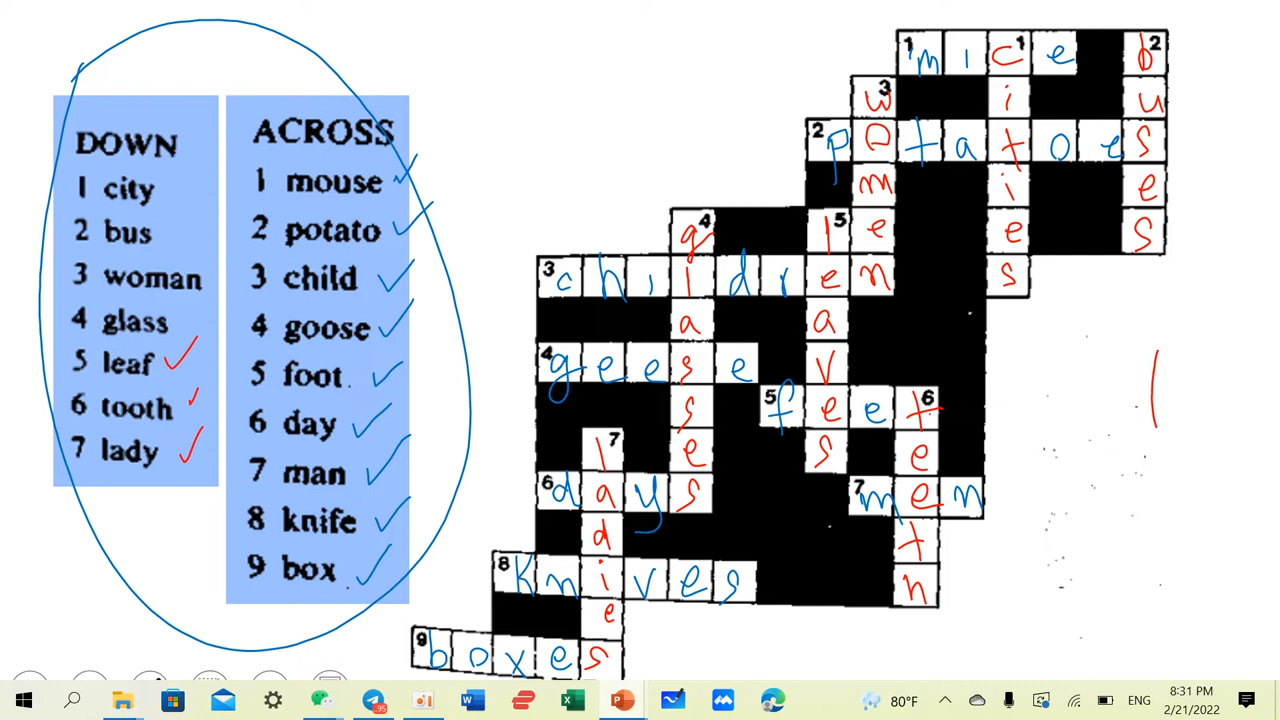 DOWN
1 city
2 bus
3 woman
4 glass
5 leaf
6 tooth
7 lady
ACROSS
1 mouse
2 potato
3 child
4 goose
5 foot
6 day
7 man
8 knife
9 box
1 mice
2 potatoes
3 children
4 geese
5 feet
6 days
7 men
8 Knives
9 boxes
1 cities
2 buses
3 women
4 glasses
5 leaves
6 teeth
7 ladies
95
80°F
ENG
8:31 PM
2/21/2022